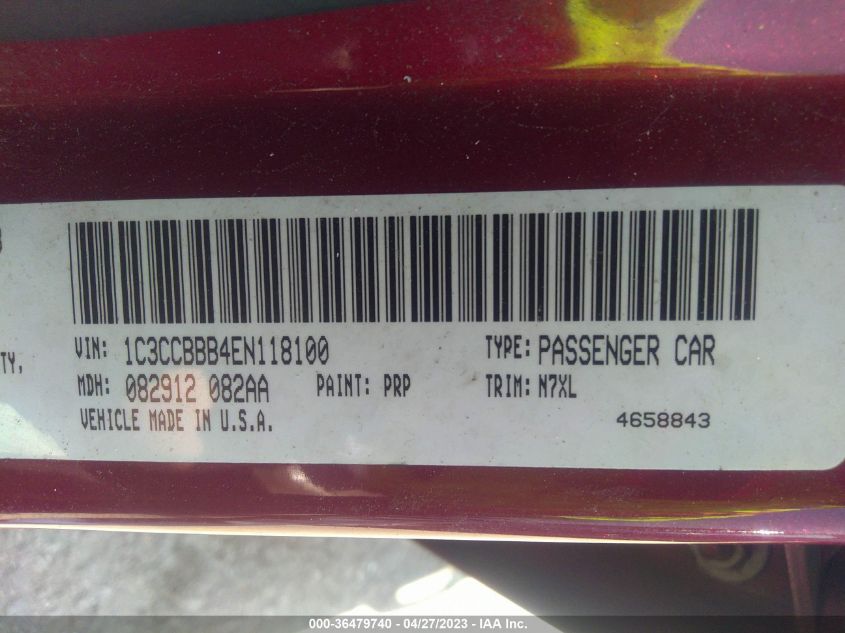 TY,
VIN: 1C3CCBBB4EN118100 TYPE: PASSENGER CAR
MDH: 082912 082AA PAINT: PRP TRIM: N7XL
VEHICLE MADE IN U.S.A. 4658843
000-36479740 - 04/27/2023 - IAA Inc.